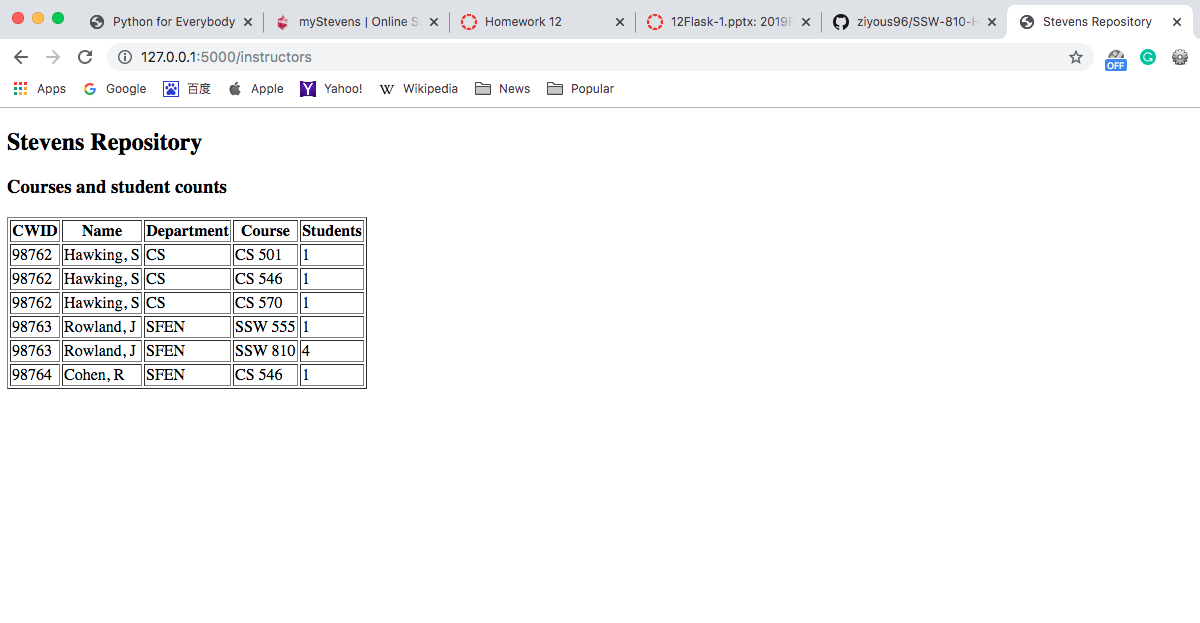 Python for Everybody myStevens | Online S Homework 12 12Flask-1.pptx: 2019F ziyous96/SSW-810-H Stevens Repository
127.0.0.1:5000/instructors OFF
Apps Google 百度 Apple Yahoo! Wikipedia News Popular
Stevens Repository
Courses and student counts
CWID Name Department Course Students
98762 Hawking, S CS CS 501 1
98762 Hawking, S CS CS 546 1
98762 Hawking, S CS CS 570 1
98763 Rowland, J SFEN SSW 555 1
98763 Rowland, J SFEN SSW 810 4
98764 Cohen, R SFEN CS 546 1